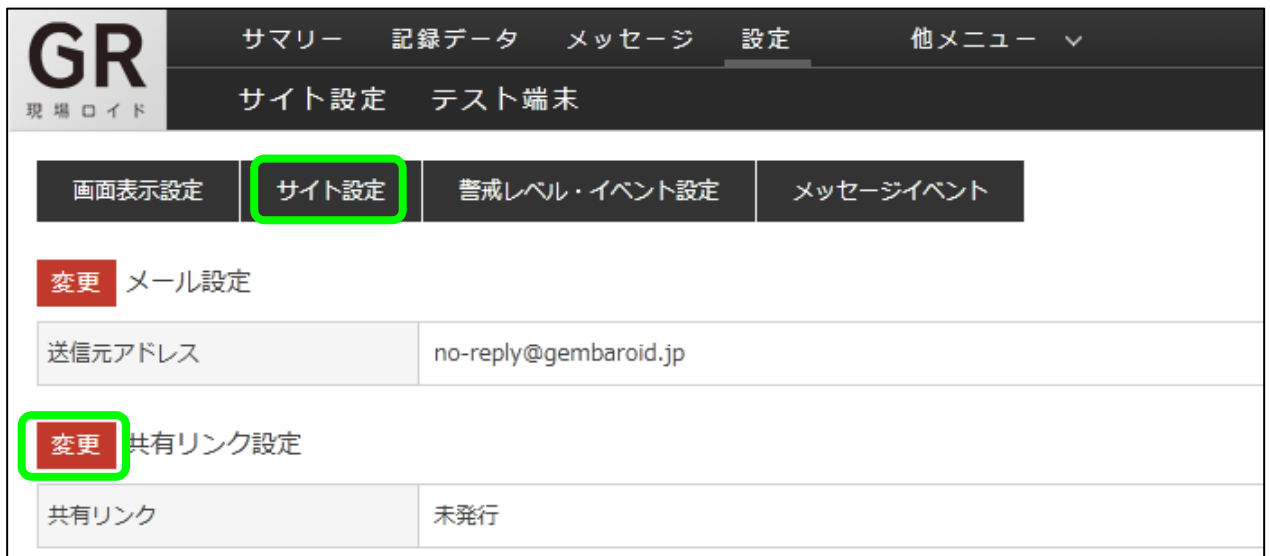 GR
現場ロイド
サマリー 記録データ メッセージ 設定 他メニュー
サイト設定 テスト端末
画面表示設定 サイト設定 警戒レベル・イベント設定 メッセージイベント
変更 メール設定
送信元アドレス no-reply@gembaroid.jp
変更 共有リンク設定
共有リンク 未発行